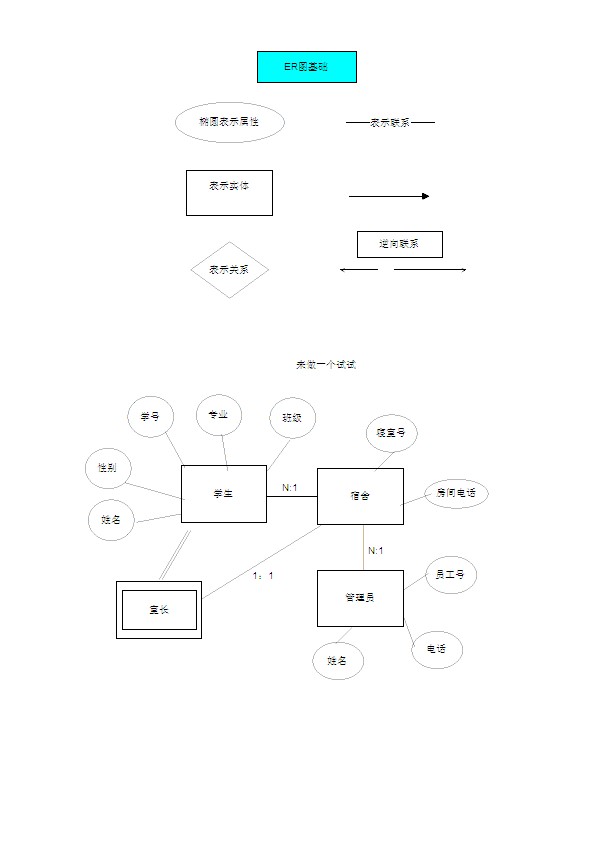 ER图基础
椭圆表示属性
表示联系
表示实体
逆向联系
表示关系
来做一个试试
学号
专业
班级
寝室号
性别
学生
N:1
宿舍
房间电话
姓名
N:1
1：1
员工号
室长
管理员
姓名
电话